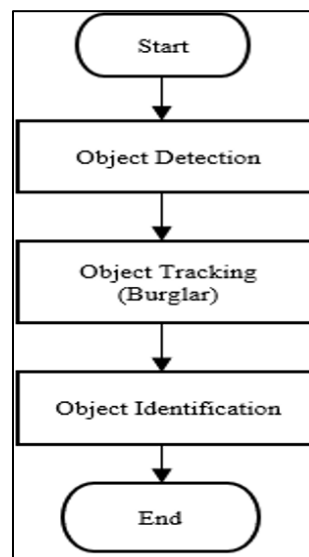 Start
Object Detection
Object Tracking
(Burglar)
Object Identification
End